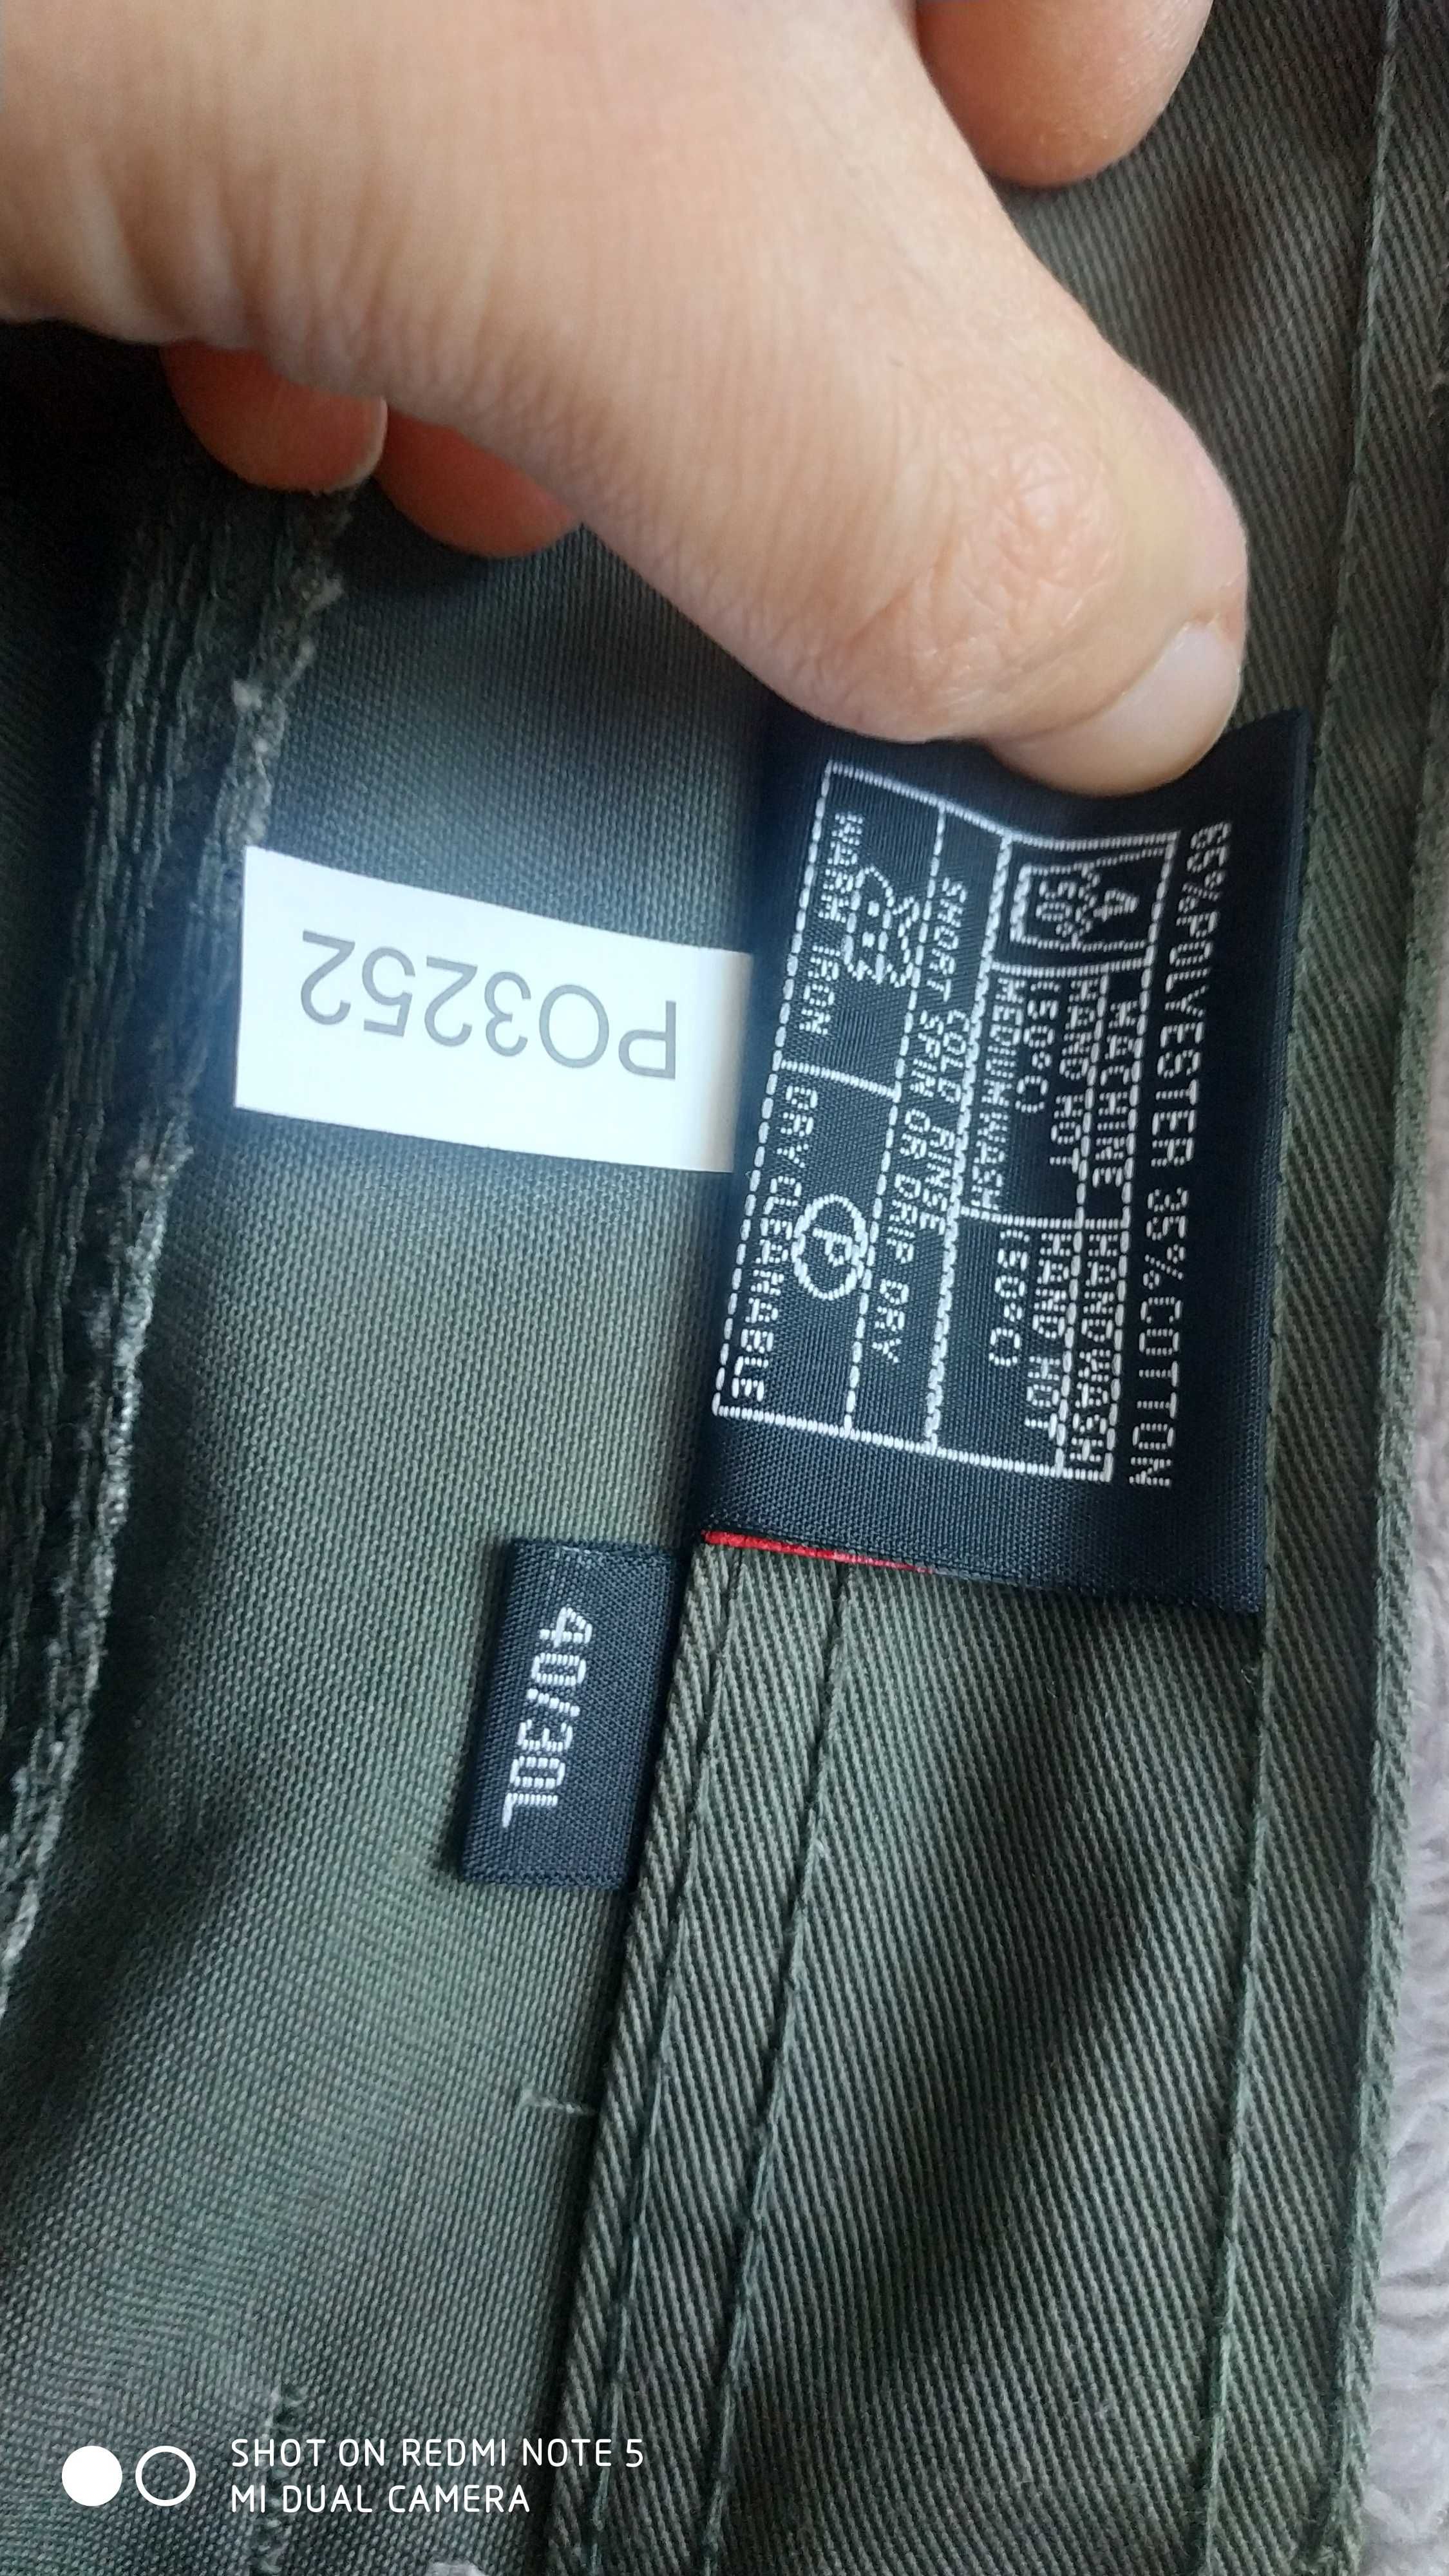 65%POLYESTER 35%COTTON
4
50°
MACHINE
HAND HOT
(50°C)
MEDIUM WASH
HANDWASH
HAND HOT
(50°C)
COLD RINSE
SHORT SPIN OR DRIP DRY
WARM IRON
P
DRY CLEANABLE
PO3252
40/30L
SHOT ON REDMI NOTE 5
MI DUAL CAMERA